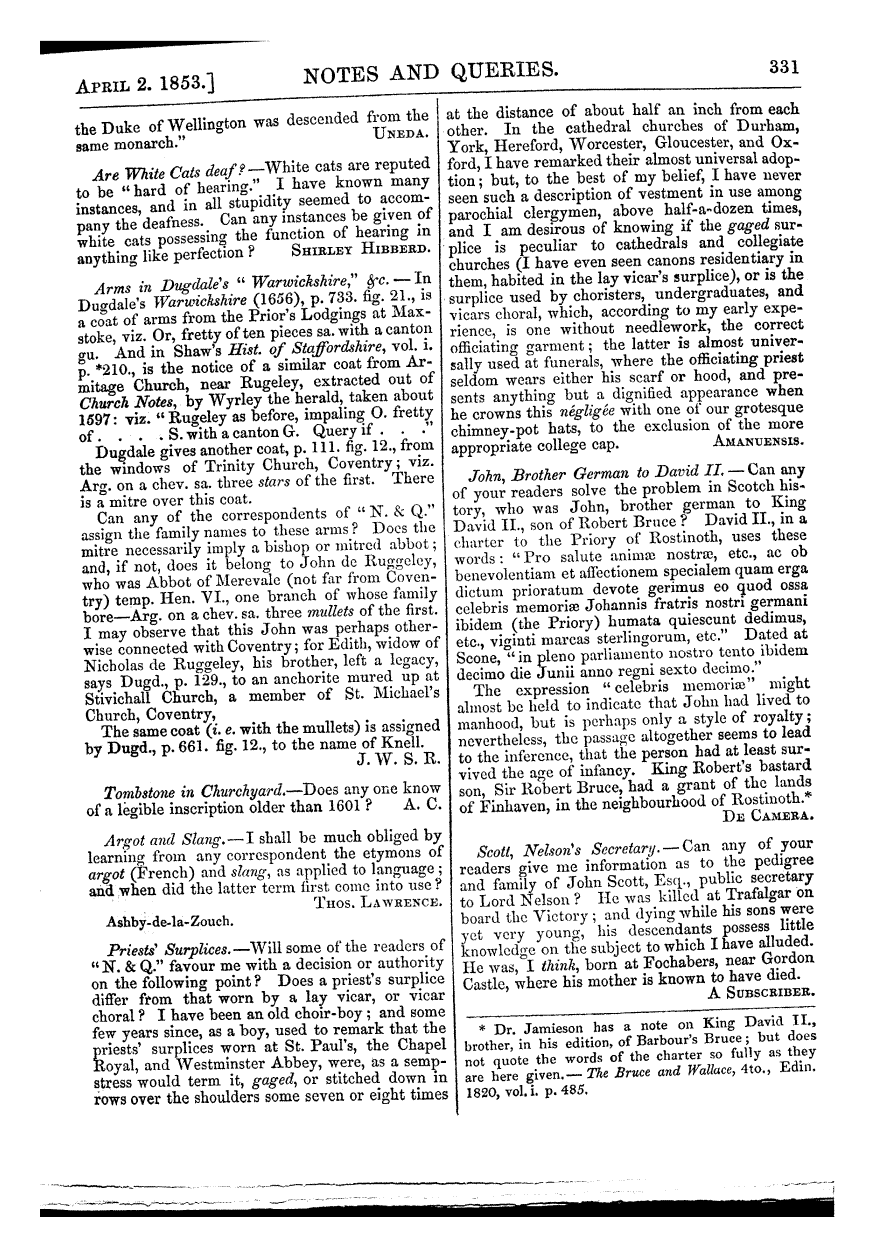 APRIL 2. 1853.] NOTES AND QUERIES. 331
the Duke of Wellington was descended from the
same monarch." UNEDA.
Are White Cats deaf?—White cats are reputed
to be "hard of hearing." I have known many
instances, and in all stupidity seemed to accom-
pany the deafness. Can any instances be given of
white cats possessing the function of hearing in
anything like perfection? SHIRLEY HIBBERD.
Arms in Dugdale's "Warwickshire," &c.—In
Dugdale's Warwickshire (1656), p. 733. fig. 21., is
a coat of arms from the Prior's Lodgings at Max-
stoke, viz. Or, fretty of ten pieces sa. with a canton
gu. And in Shaw's Hist. of Staffordshire, vol. i.
p. *210., is the notice of a similar coat from Ar-
mitage Church, near Rugeley, extracted out of
Church Notes, by Wyrley the herald, taken about
1597: viz. "Rugeley as before, impaling O. fretty
of. . . . . S. with a canton G. Query if . . ."
Dugdale gives another coat, p. 111. fig. 12., from
the windows of Trinity Church, Coventry; viz.
Arg. on a chev. sa. three stars of the first. There
is a mitre over this coat.
Can any of the correspondents of "N. & Q."
assign the family names to these arms? Does the
mitre necessarily imply a bishop or mitred abbot;
and, if not, does it belong to John de Ruggeley,
who was Abbot of Merevale (not far from Coven-
try) temp. Hen. VI., one branch of whose family
bore—Arg. on a chev. sa. three mullets of the first.
I may observe that this John was perhaps other-
wise connected with Coventry; for Edith, widow of
Nicholas de Ruggeley, his brother, left a legacy,
says Dugd., p. 129., to an anchorite mured up at
Stivichall Church, a member of St. Michael's
Church, Coventry,
The same coat (i. e. with the mullets) is assigned
by Dugd., p. 661. fig. 12., to the name of Knell.
J. W. S. R.
Tombstone in Churchyard.—Does any one know
of a legible inscription older than 1601? A. C.
Argot and Slang.—I shall be much obliged by
learning from any correspondent the etymons of
argot (French) and slang, as applied to language;
and when did the latter term first come into use?
THOS. LAWRENCE.
Ashby-de-la-Zouch.
Priests' Surplices.—Will some of the readers of
"N. & Q." favour me with a decision or authority
on the following point? Does a priest's surplice
differ from that worn by a lay vicar, or vicar
choral? I have been an old choir-boy; and some
few years since, as a boy, used to remark that the
priests' surplices worn at St. Paul's, the Chapel
Royal, and Westminster Abbey, were, as a semp-
stress would term it, gaged, or stitched down in
rows over the shoulders some seven or eight times
at the distance of about half an inch from each
other. In the cathedral churches of Durham,
York, Hereford, Worcester, Gloucester, and Ox-
ford, I have remarked their almost universal adop-
tion; but, to the best of my belief, I have never
seen such a description of vestment in use among
parochial clergymen, above half-a-dozen times,
and I am desirous of knowing if the gaged sur-
plice is peculiar to cathedrals and collegiate
churches (I have even seen canons residentiary in
them, habited in the lay vicar's surplice), or is the
surplice used by choristers, undergraduates, and
vicars choral, which, according to my early expe-
rience, is one without needlework, the correct
officiating garment; the latter is almost univer-
sally used at funerals, where the officiating priest
seldom wears either his scarf or hood, and pre-
sents anything but a dignified appearance when
he crowns this négligée with one of our grotesque
chimney-pot hats, to the exclusion of the more
appropriate college cap. AMANUENSIS.
John, Brother German to David II.—Can any
of your readers solve the problem in Scotch his-
tory, who was John, brother german to King
David II., son of Robert Bruce? David II., in a
charter to the Priory of Rostinoth, uses these
words: "Pro salute animæ nostræ, etc., ac ob
benevolentiam et affectionem specialem quam erga
dictum prioratum devote gerimus eo quod ossa
celebris memoriæ Johannis fratris nostri germani
ibidem (the Priory) humata quiescunt dedimus,
etc., viginti marcas sterlingorum, etc." Dated at
Scone, "in pleno parliamento nostro tento ibidem
decimo die Junii anno regni sexto decimo."
The expression "celebris memoriæ" might
almost be held to indicate that John had lived to
manhood, but is perhaps only a style of royalty;
nevertheless, the passage altogether seems to lead
to the inference, that the person had at least sur-
vived the age of infancy. King Robert's bastard
son, Sir Robert Bruce, had a grant of the lands
of Finhaven, in the neighbourhood of Rostinoth.*
DE CAMERA.
Scott, Nelson's Secretary.—Can any of your
readers give me information as to the pedigree
and family of John Scott, Esq., public secretary
to Lord Nelson? He was killed at Trafalgar on
board the Victory; and dying while his sons were
yet very young, his descendants possess little
knowledge on the subject to which I have alluded.
He was, I think, born at Fochabers, near Gordon
Castle, where his mother is known to have died.
A SUBSCRIBER.
* Dr. Jamieson has a note on King David II.,
brother, in his edition, of Barbour's Bruce; but does
not quote the words of the charter so fully as they
are here given.—The Bruce and Wallace, 4to., Edin.
1820, vol. i. p. 485.